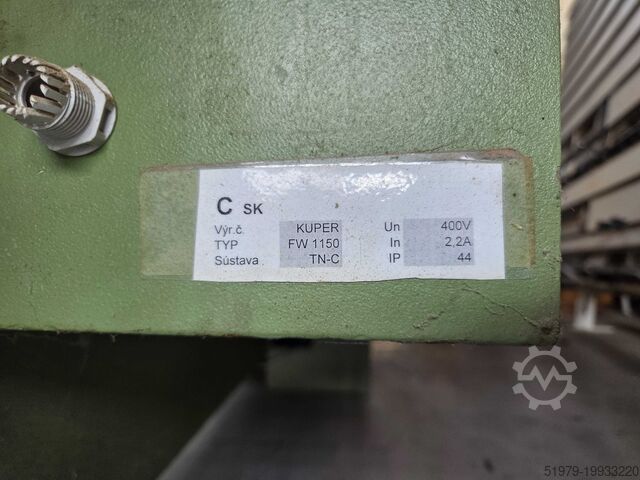 C SK
Výr.č. KUPER Un 400V
TYP FW 1150 In 2,2A
Sústava TN-C IP 44
51979-19933220